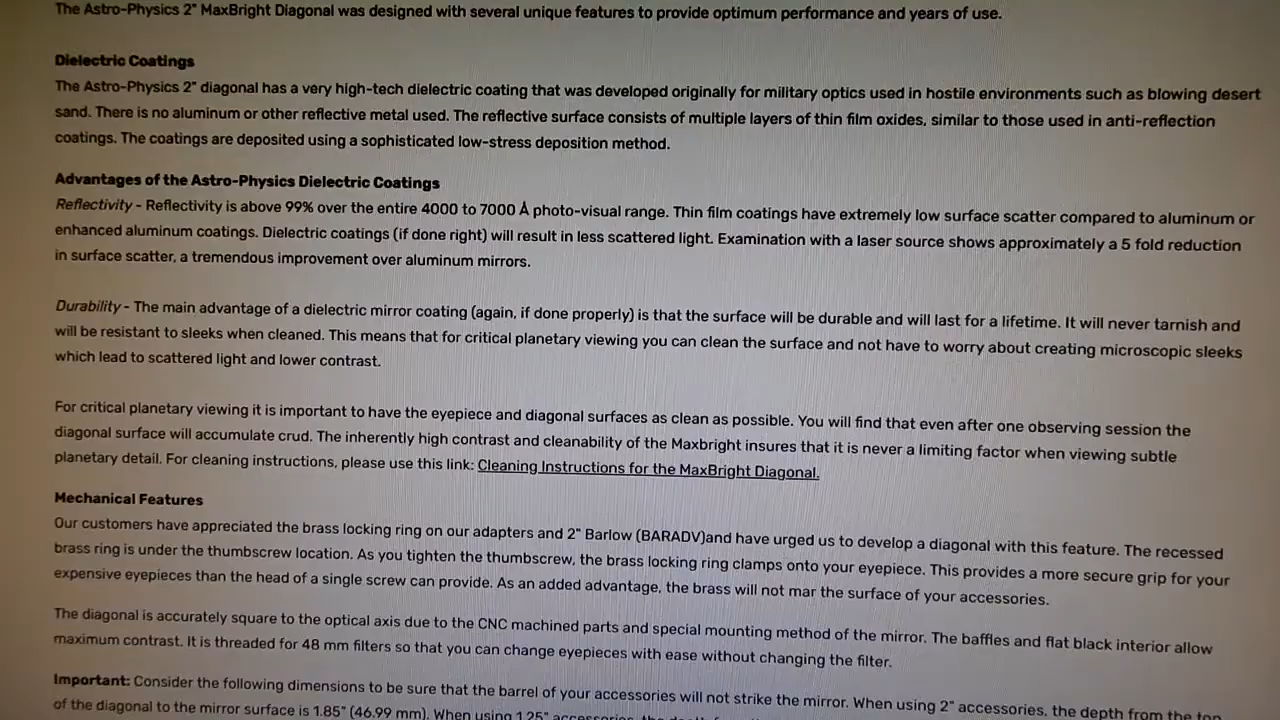 The Astro-Physics 2" MaxBright Diagonal was designed with several unique features to provide optimum performance and years of use.
Dielectric Coatings
The Astro-Physics 2" diagonal has a very high-tech dielectric coating that was developed originally for military optics used in hostile environments such as blowing desert
sand. There is no aluminum or other reflective metal used. The reflective surface consists of multiple layers of thin film oxides, similar to those used in anti-reflection
coatings. The coatings are deposited using a sophisticated low-stress deposition method.
Advantages of the Astro-Physics Dielectric Coatings
Reflectivity - Reflectivity is above 99% over the entire 4000 to 7000 Å photo-visual range. Thin film coatings have extremely low surface scatter compared to aluminum or
enhanced aluminum coatings. Dielectric coatings (if done right) will result in less scattered light. Examination with a laser source shows approximately a 5 fold reduction
in surface scatter, a tremendous improvement over aluminum mirrors.
Durability - The main advantage of a dielectric mirror coating (again, if done properly) is that the surface will be durable and will last for a lifetime. It will never tarnish and
will be resistant to sleeks when cleaned. This means that for critical planetary viewing you can clean the surface and not have to worry about creating microscopic sleeks
which lead to scattered light and lower contrast.
For critical planetary viewing it is important to have the eyepiece and diagonal surfaces as clean as possible. You will find that even after one observing session the
diagonal surface will accumulate crud. The inherently high contrast and cleanability of the Maxbright insures that it is never a limiting factor when viewing subtle
planetary detail. For cleaning instructions, please use this link: Cleaning Instructions for the MaxBright Diagonal.
Mechanical Features
Our customers have appreciated the brass locking ring on our adapters and 2" Barlow (BARADV)and have urged us to develop a diagonal with this feature. The recessed
brass ring is under the thumbscrew location. As you tighten the thumbscrew, the brass locking ring clamps onto your eyepiece. This provides a more secure grip for your
expensive eyepieces than the head of a single screw can provide. As an added advantage, the brass will not mar the surface of your accessories.
The diagonal is accurately square to the optical axis due to the CNC machined parts and special mounting method of the mirror. The baffles and flat black interior allow
maximum contrast. It is threaded for 48 mm filters so that you can change eyepieces with ease without changing the filter.
Important: Consider the following dimensions to be sure that the barrel of your accessories will not strike the mirror. When using 2" accessories, the depth from the top
of the diagonal to the mirror surface is 1.85" (46.99 mm). When using 1.25" accessories, the depth